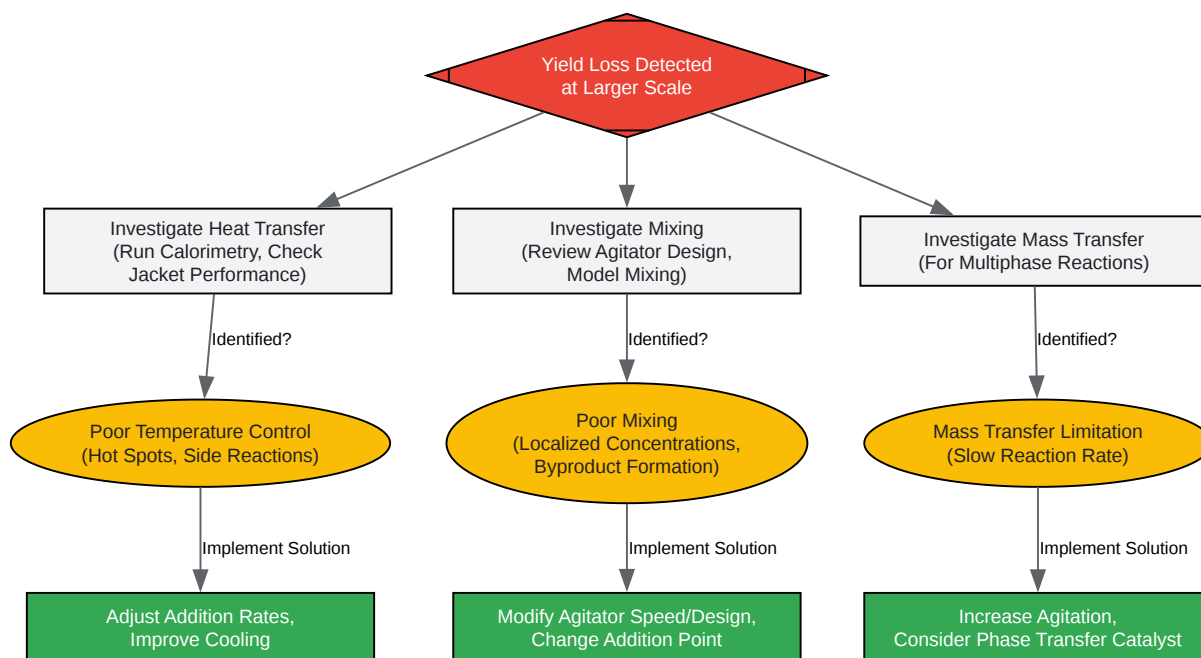 Yield Loss Detected
at Larger Scale
Investigate Heat Transfer
(Run Calorimetry, Check
Jacket Performance)
Investigate Mixing
(Review Agitator Design,
Model Mixing)
Investigate Mass Transfer
(For Multiphase Reactions)
Identified?
Identified?
Identified?
Poor Temperature Control
(Hot Spots, Side Reactions)
Poor Mixing
(Localized Concentrations,
Byproduct Formation)
Mass Transfer Limitation
(Slow Reaction Rate)
Implement Solution
Implement Solution
Implement Solution
Adjust Addition Rates,
Improve Cooling
Modify Agitator Speed/Design,
Change Addition Point
Increase Agitation,
Consider Phase Transfer Catalyst